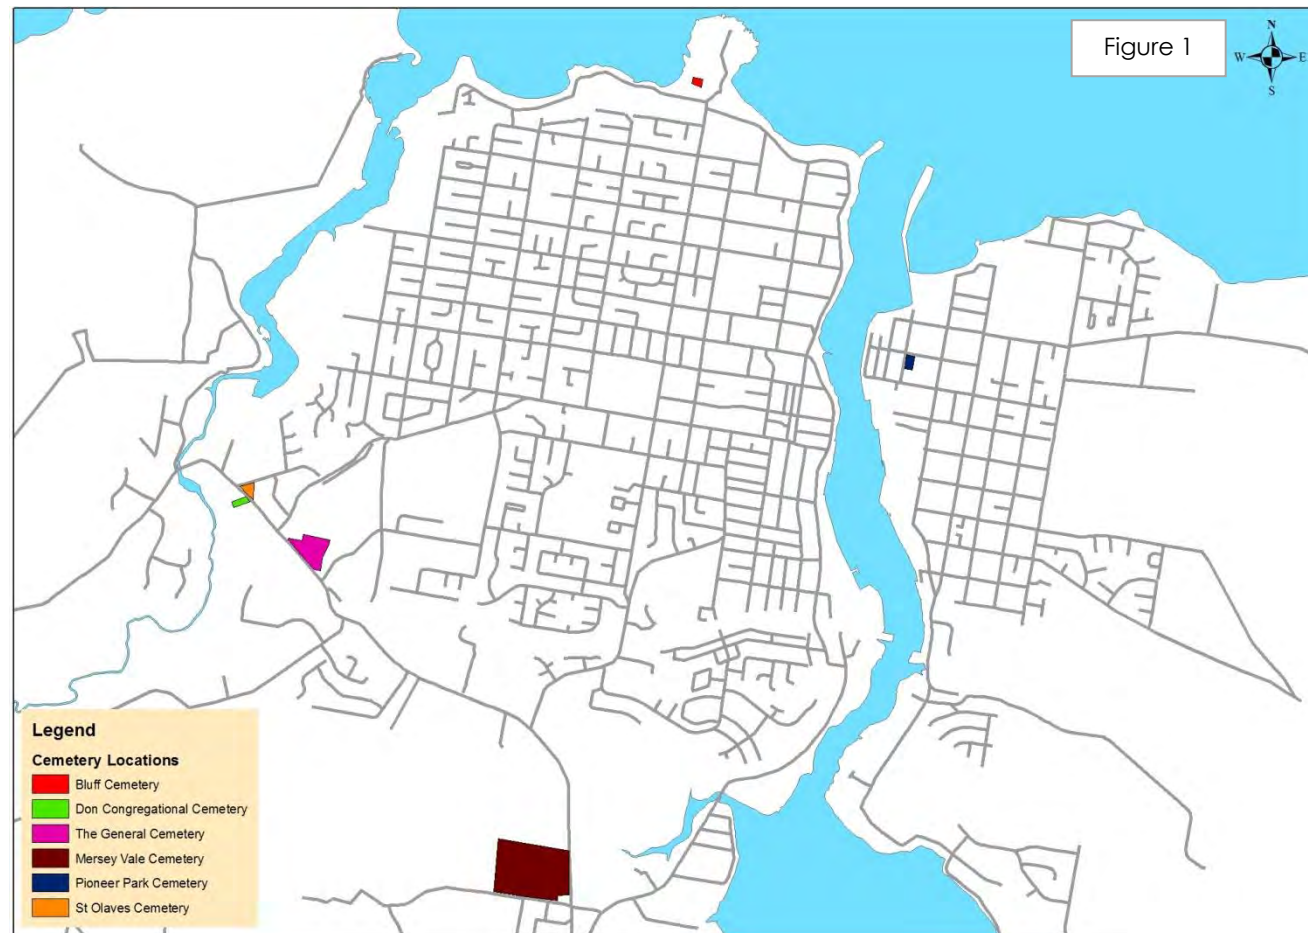 Figure 1
N
W E
S
Legend
Cemetery Locations
Bluff Cemetery
Don Congregational Cemetery
The General Cemetery
Mersey Vale Cemetery
Pioneer Park Cemetery
St Olaves Cemetery